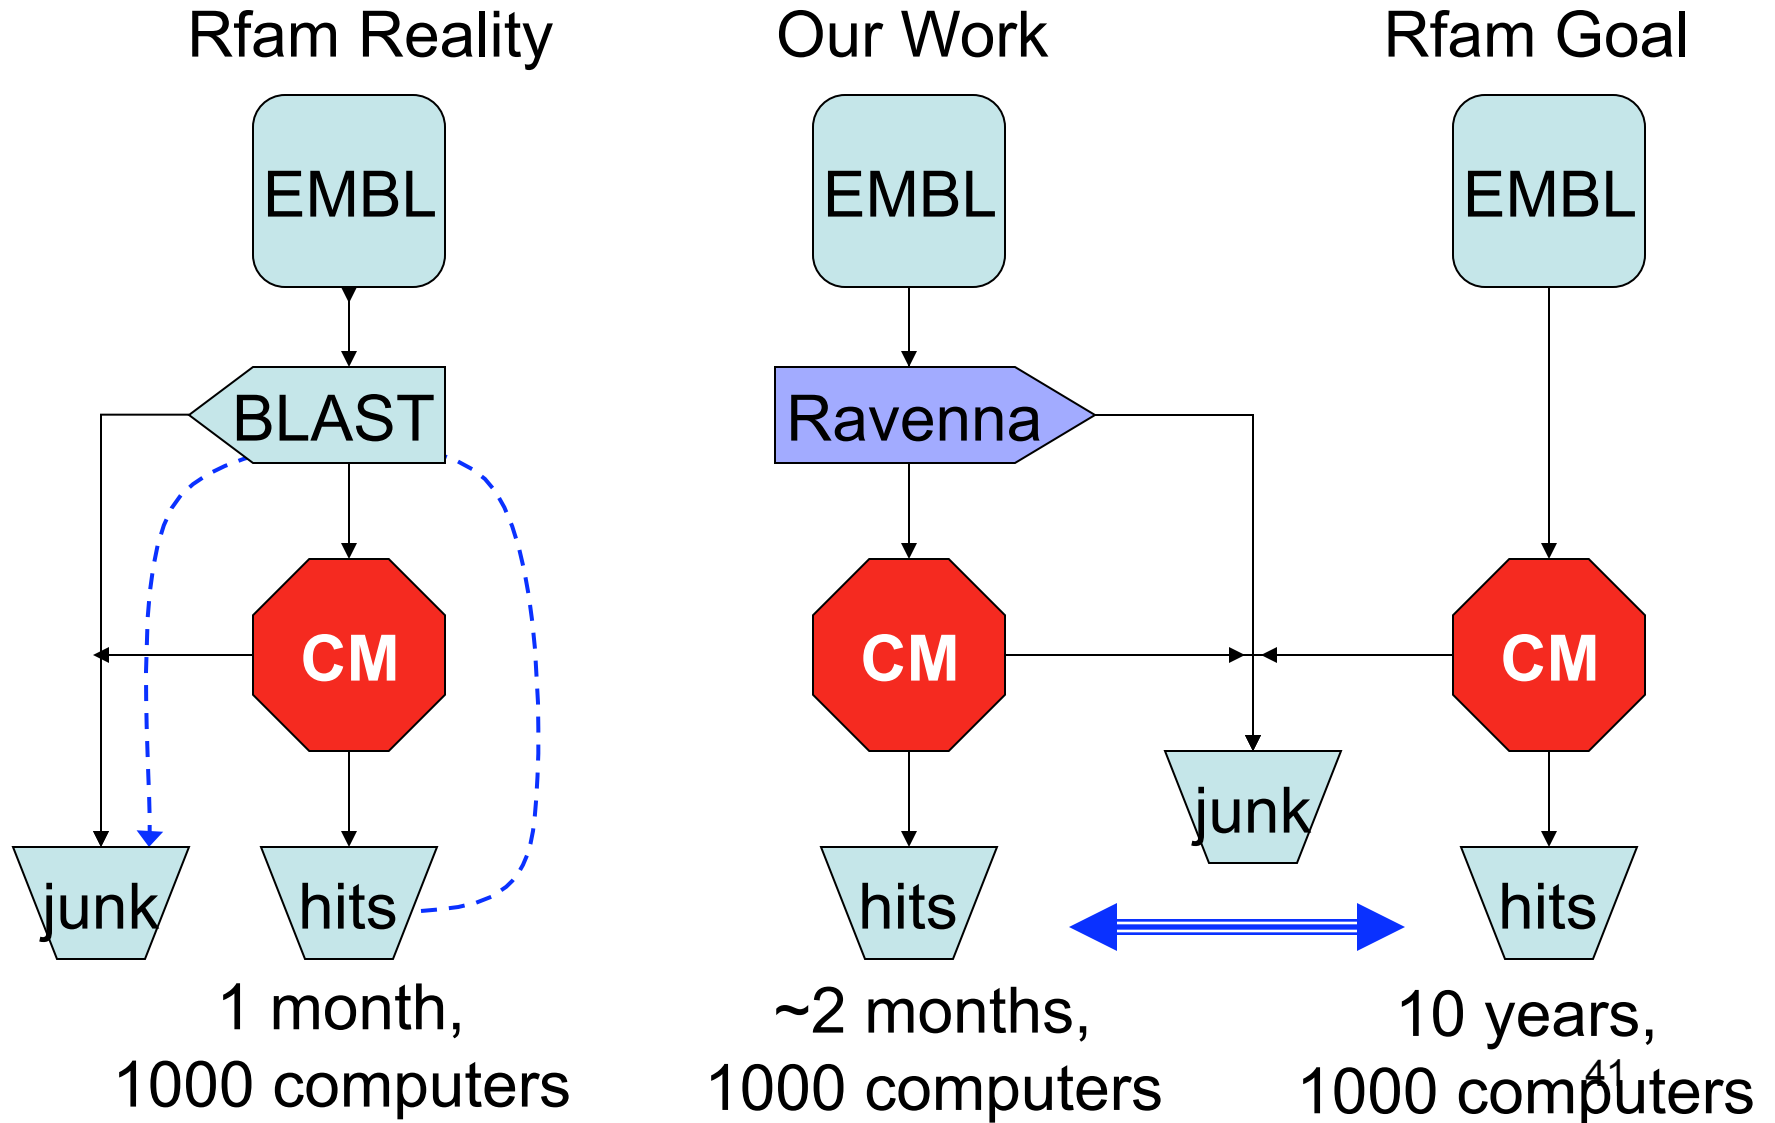 Rfam Reality
Our Work
Rfam Goal
EMBL
EMBL
EMBL
BLAST
Ravenna
CM
CM
CM
junk
junk
hits
hits
hits
1 month,
1000 computers
~2 months,
1000 computers
10 years,
1000 computers
41